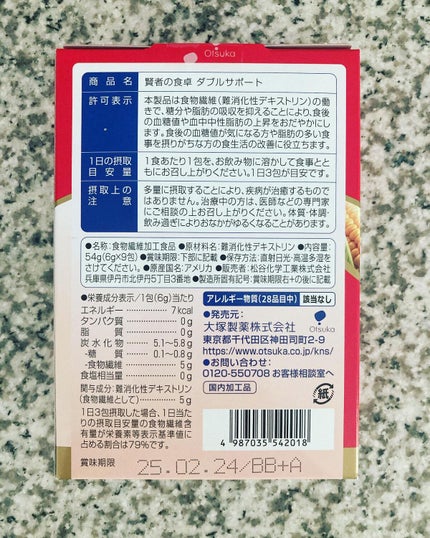 Otsuka
商品名 賢者の食卓 ダブルサポート
許可表示 本製品は食物繊維(難消化性デキストリン)の働
きで、糖分や脂肪の吸収を抑えることにより、食後
の血糖値や血中中性脂肪の上昇をおだやかにし
ます。食後の血糖値が気になる方や脂肪の多い食
事を摂りがちな方の食生活の改善に役立ちます。
1日の摂取 1食あたり1包を、お飲み物に溶かして食事とと
目安量 もにお召し上がりください。1日3包が目安です。
摂取上の 多量に摂取することにより、疾病が治癒するもので
注意 はありません。治療中の方は、医師などの専門家
にご相談の上お召し上がりください。体質・体調、
飲み過ぎによりおなかがゆるくなることがあります。
●名称:食物繊維加工食品●原材料名:難消化性デキストリン●内容量:
54g(6g×9包)●賞味期限:下部に記載●保存方法:直射日光・高温多湿を
さけてください。●原産国名:アメリカ●販売者:松谷化学工業株式会社
兵庫県伊丹市北伊丹5丁目3番地●製造所固有記号:賞味期限右+の後に記載
●栄養成分表示/1包(6g)当たり
エネルギー 7kcal
タンパク質 0g
脂質 0g
炭水化物 5.1~5.8g
-糖質 0.1~0.8g
-食物繊維 5g
食塩相当量 0g
関与成分:難消化性デキストリン
(食物繊維として) 5g
1日3包摂取した場合、1日当た
りの摂取目安量の食物繊維含
有量が栄養素等表示基準値に
占める割合は79%です。
アレルギー物質(28品目中) 該当なし
●発売元:
大塚製薬株式会社
Otsuka
東京都千代田区神田司町2-9
https://www.otsuka.co.jp/kns/
●お問い合わせ:
0120-550708 お客様相談室へ
国内加工品
紙
4 987035 542018
賞味期限 25.02.24/BB+A